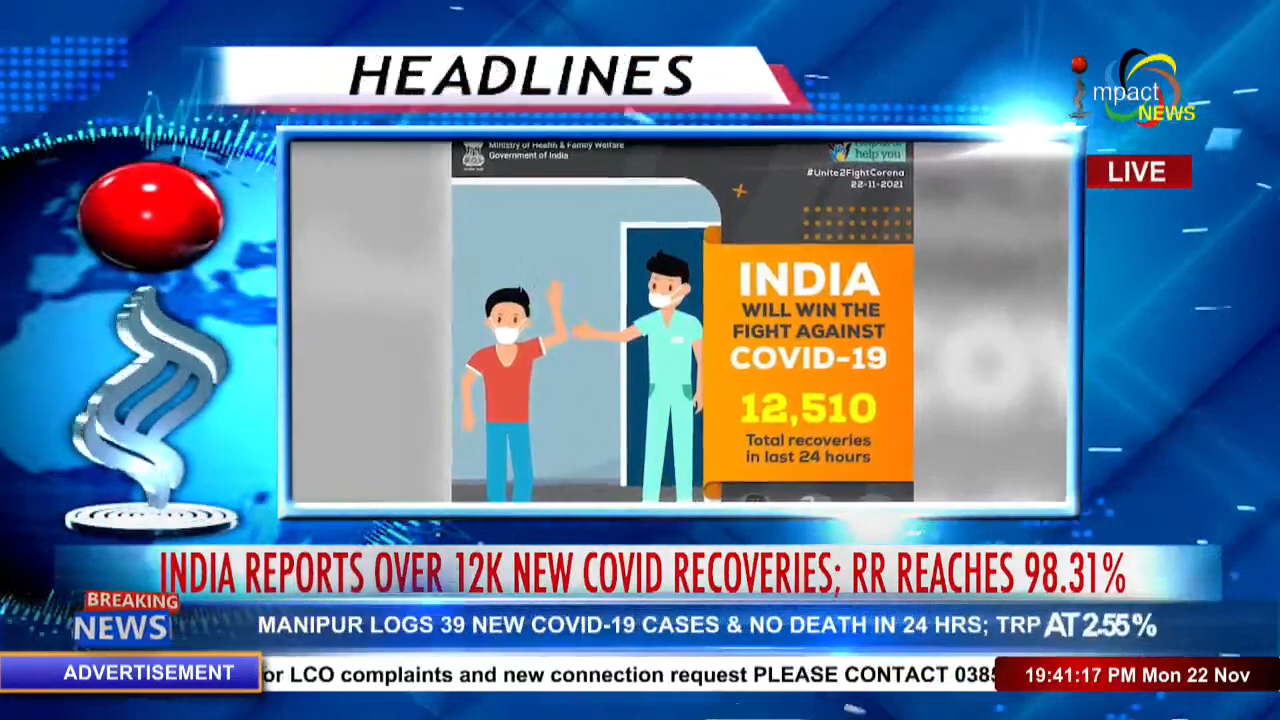 HEADLINES
mpact
NEWS
LIVE
Ministry of Health & Family Welfare
Government of India
help you
#Unite2FightCorona
22-11-2021
INDIA
WILL WIN THE
FIGHT AGAINST
COVID-19
12,510
Total recoveries
in last 24 hours
INDIA REPORTS OVER 12K NEW COVID RECOVERIES; RR REACHES 98.31%
BREAKING
NEWS
MANIPUR LOGS 39 NEW COVID-19 CASES & NO DEATH IN 24 HRS; TRP AT 2.55%
ADVERTISEMENT
or LCO complaints and new connection request PLEASE CONTACT 038
19:41:17 PM Mon 22 Nov